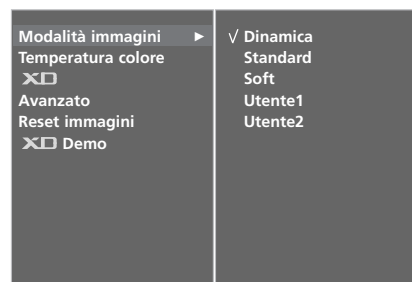 Modalità immagini ►
Temperatura colore
XD
Avanzato
Reset immagini
XD Demo
√ Dinamica
Standard
Soft
Utente1
Utente2